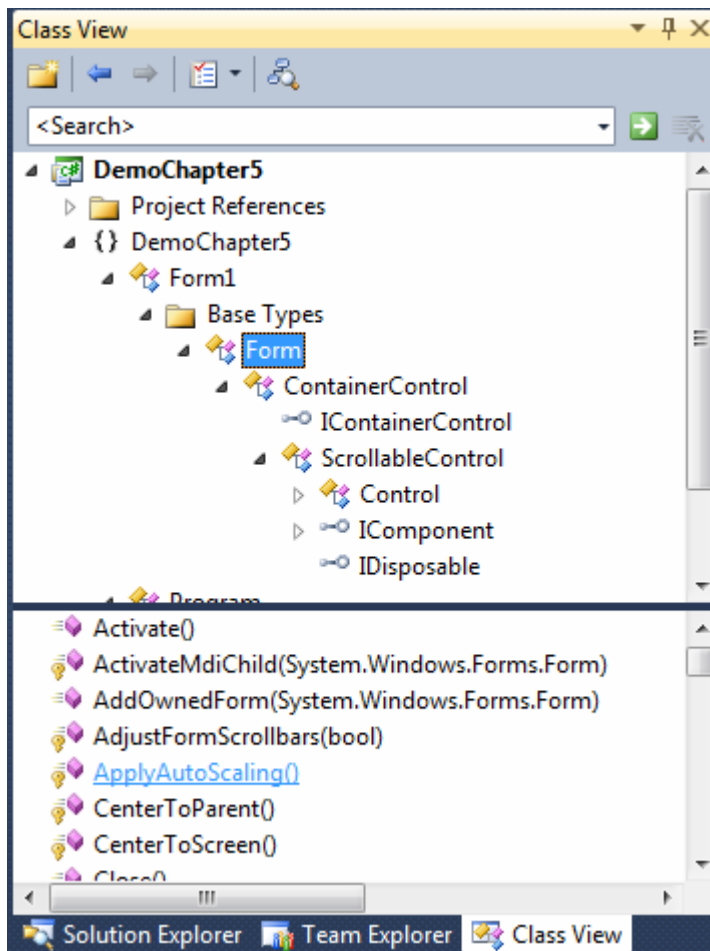 Class View
<Search>
DemoChapter5
Project References
{} DemoChapter5
Form1
Base Types
Form
ContainerControl
IContainerControl
ScrollableControl
Control
IComponent
IDisposable
Program
Activate()
ActivateMdiChild(System.Windows.Forms.Form)
AddOwnedForm(System.Windows.Forms.Form)
AdjustFormScrollbars(bool)
ApplyAutoScaling()
CenterToParent()
CenterToScreen()
Close()
Solution Explorer Team Explorer Class View